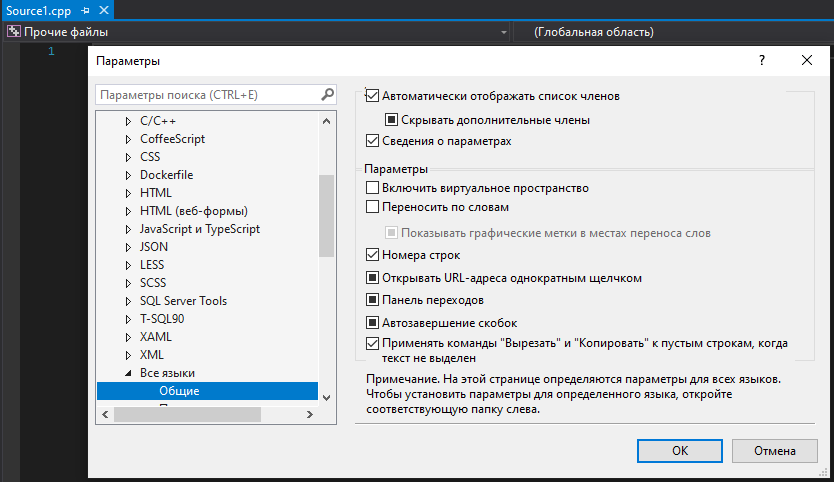 Source1.cpp
Прочие файлы
(Глобальная область)
1
Параметры
?
Параметры поиска (CTRL+E)
C/C++
CoffeeScript
CSS
Dockerfile
HTML
HTML (веб-формы)
JavaScript и TypeScript
JSON
LESS
SCSS
SQL Server Tools
T-SQL90
XAML
XML
Все языки
Общие
Автоматически отображать список членов
Скрывать дополнительные члены
Сведения о параметрах
Параметры
Включить виртуальное пространство
Переносить по словам
Показывать графические метки в местах переноса слов
Номера строк
Открывать URL-адреса однократным щелчком
Панель переходов
Автозавершение скобок
Применять команды "Вырезать" и "Копировать" к пустым строкам, когда
текст не выделен
Примечание. На этой странице определяются параметры для всех языков.
Чтобы установить параметры для определенного языка, откройте
соответствующую папку слева.
OK
Отмена